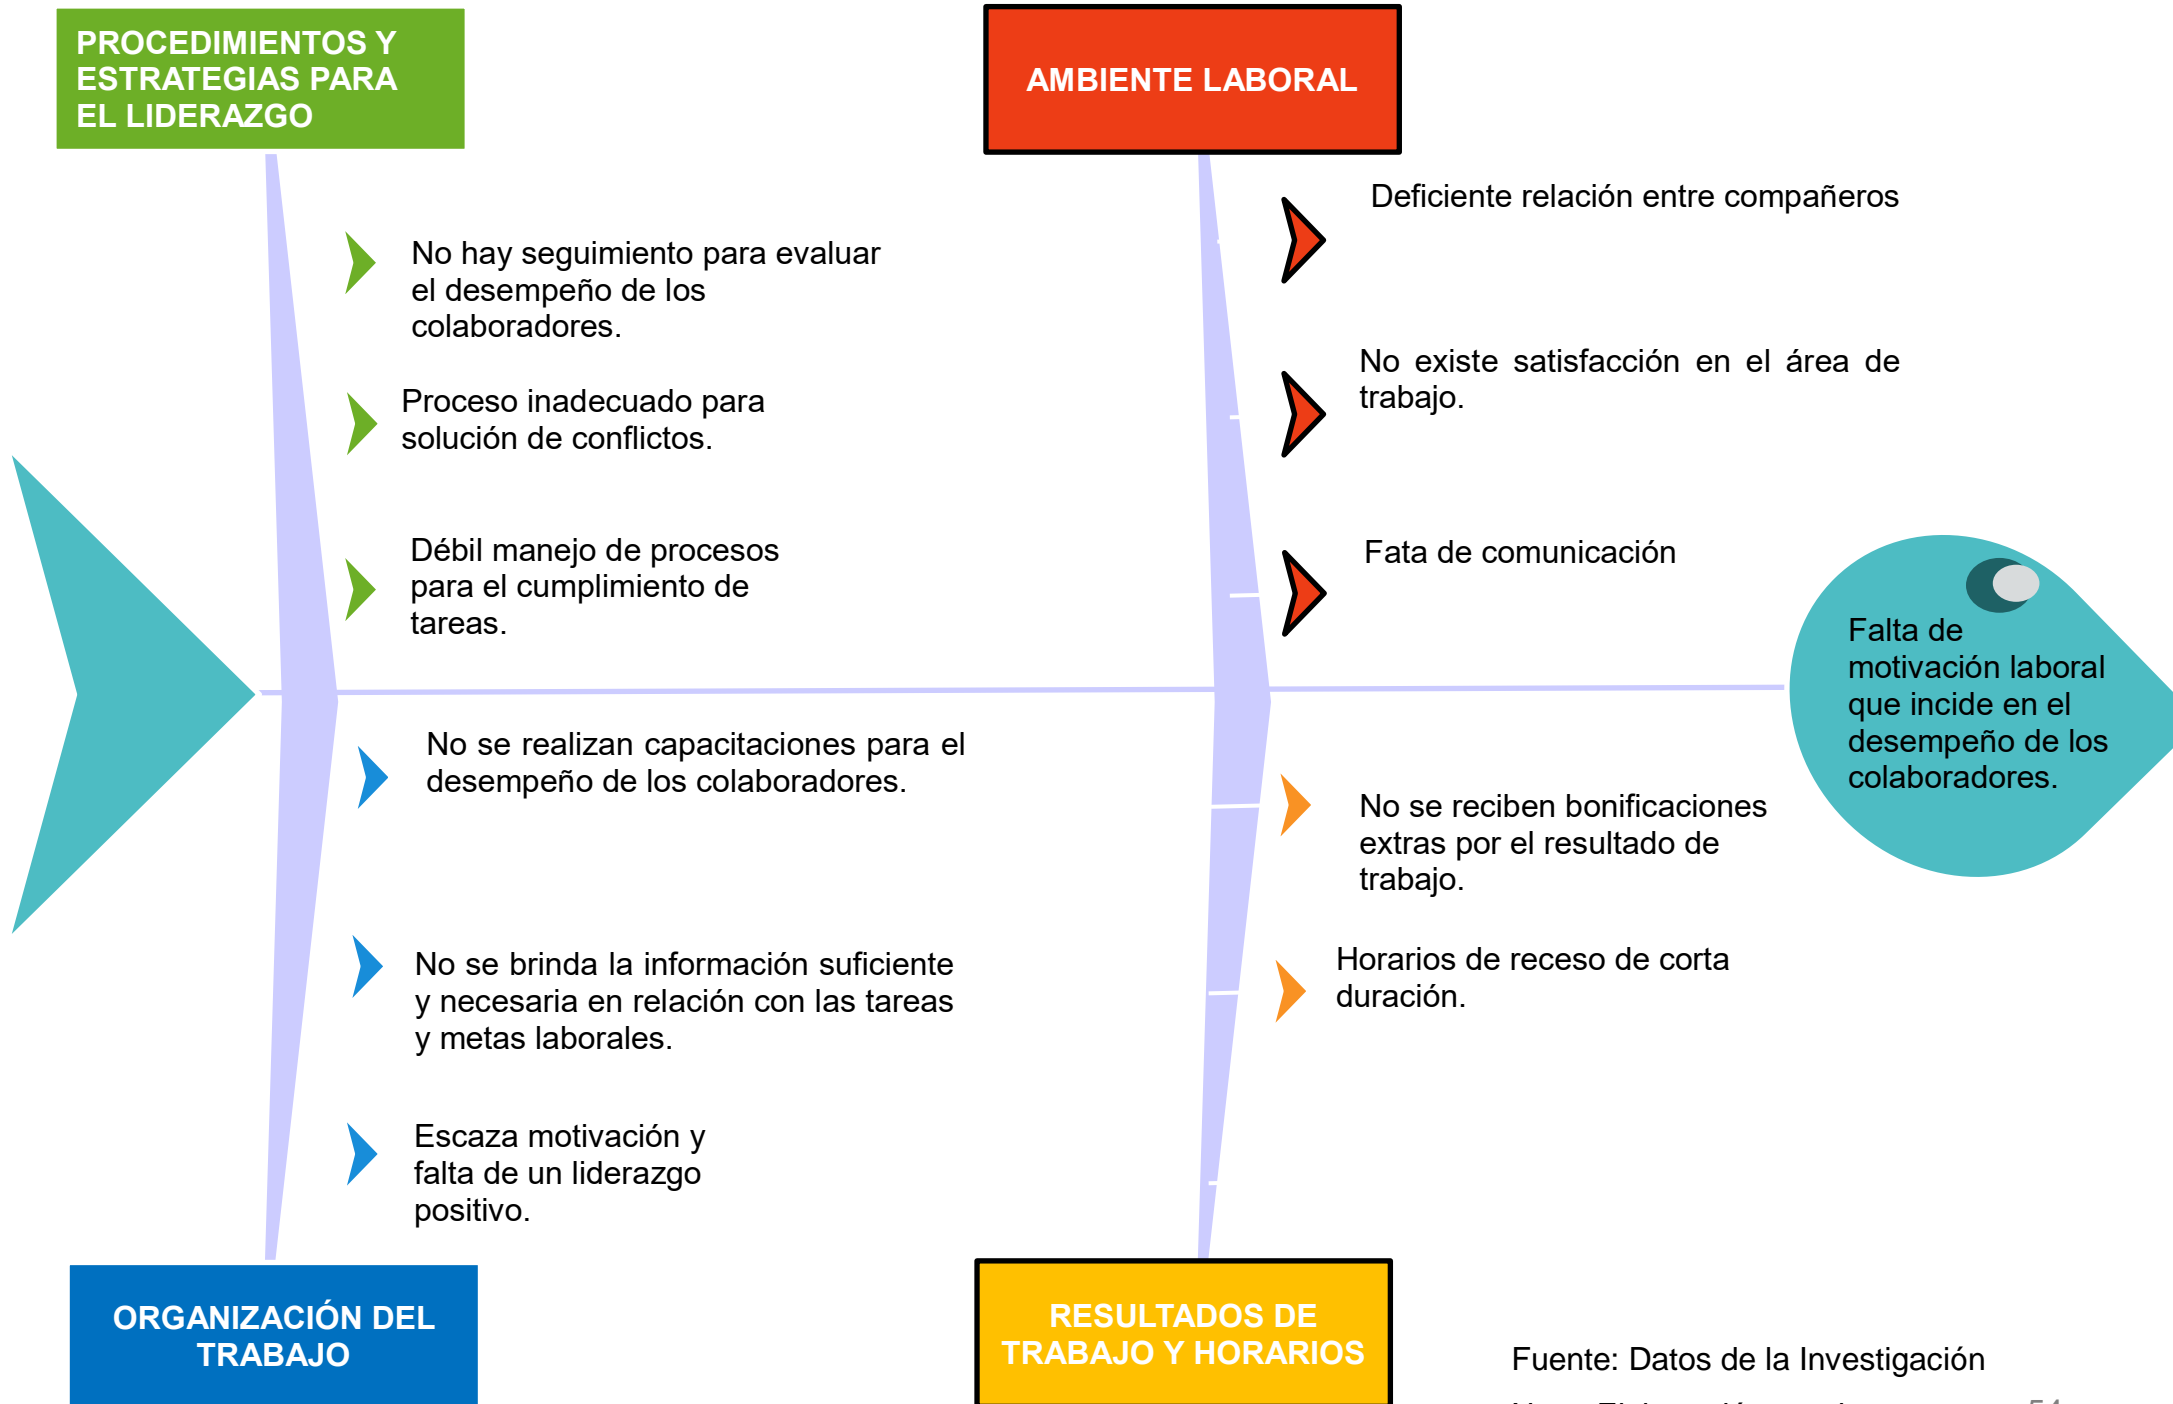 PROCEDIMIENTOS Y
ESTRATEGIAS PARA
EL LIDERAZGO
AMBIENTE LABORAL
No hay seguimiento para evaluar
el desempeño de los
colaboradores.
Proceso inadecuado para
solución de conflictos.
Débil manejo de procesos
para el cumplimiento de
tareas.
Deficiente relación entre compañeros
No existe satisfacción en el área de
trabajo.
Fata de comunicación
Falta de
motivación laboral
que incide en el
desempeño de los
colaboradores.
No se realizan capacitaciones para el
desempeño de los colaboradores.
No se brinda la información suficiente
y necesaria en relación con las tareas
y metas laborales.
Escaza motivación y
falta de un liderazgo
positivo.
No se reciben bonificaciones
extras por el resultado de
trabajo.
Horarios de receso de corta
duración.
ORGANIZACIÓN DEL
TRABAJO
RESULTADOS DE
TRABAJO Y HORARIOS
Fuente: Datos de la Investigación